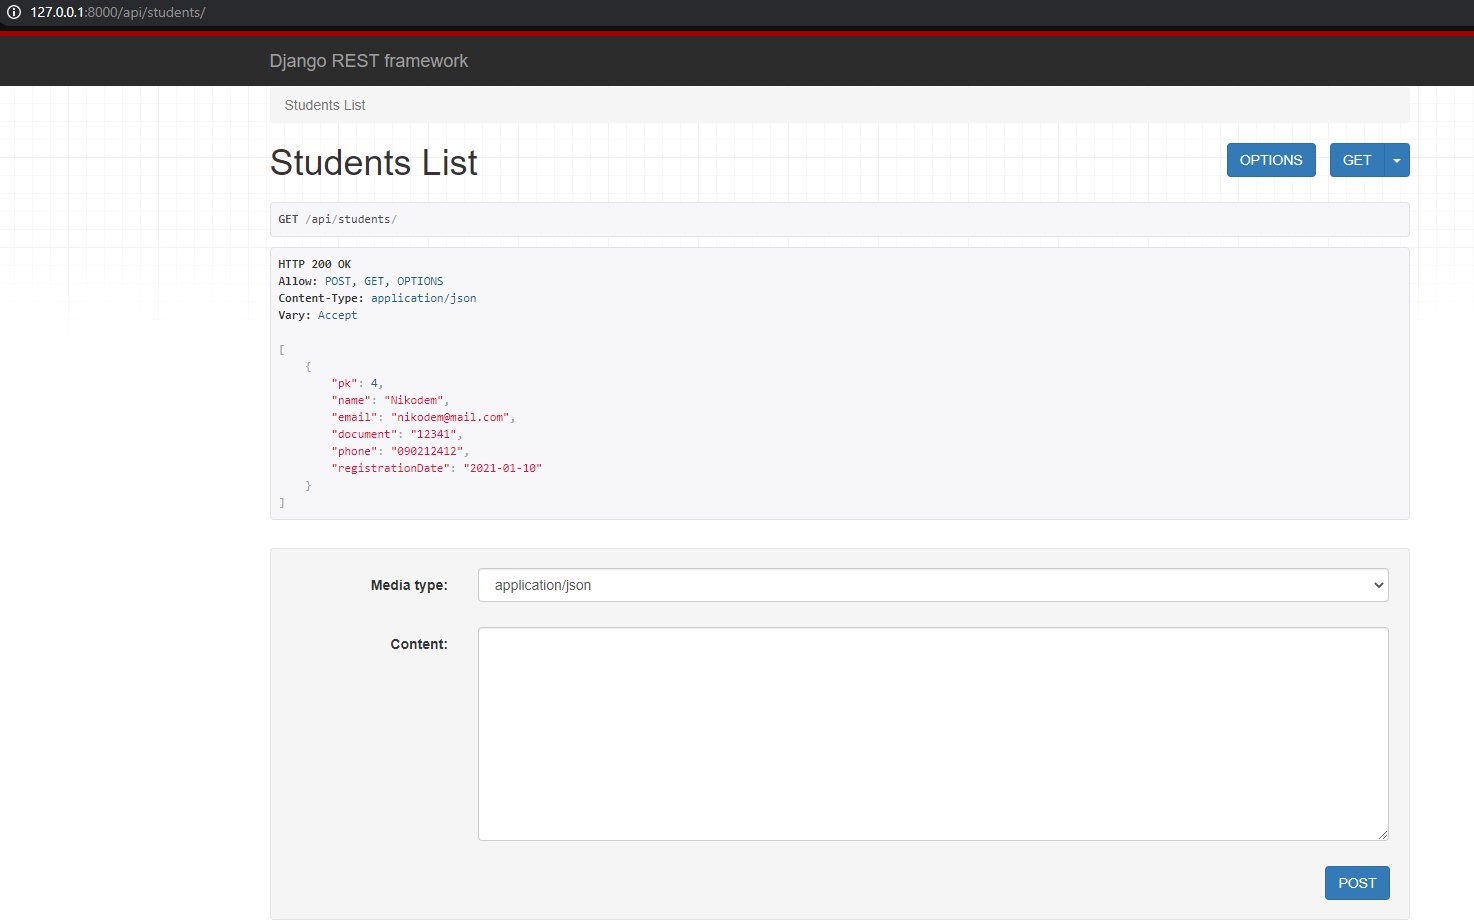 127.0.0.1:8000/api/students/
Django REST framework
Students List
Students List
OPTIONS
GET
GET /api/students/
HTTP 200 OK
Allow: POST, GET, OPTIONS
Content-Type: application/json
Vary: Accept
[
{
"pk": 4,
"name": "Nikodem",
"email": "nikodem@mail.com",
"document": "12341",
"phone": "090212412",
"registrationDate": "2021-01-10"
}
]
Media type:
application/json
Content:
POST